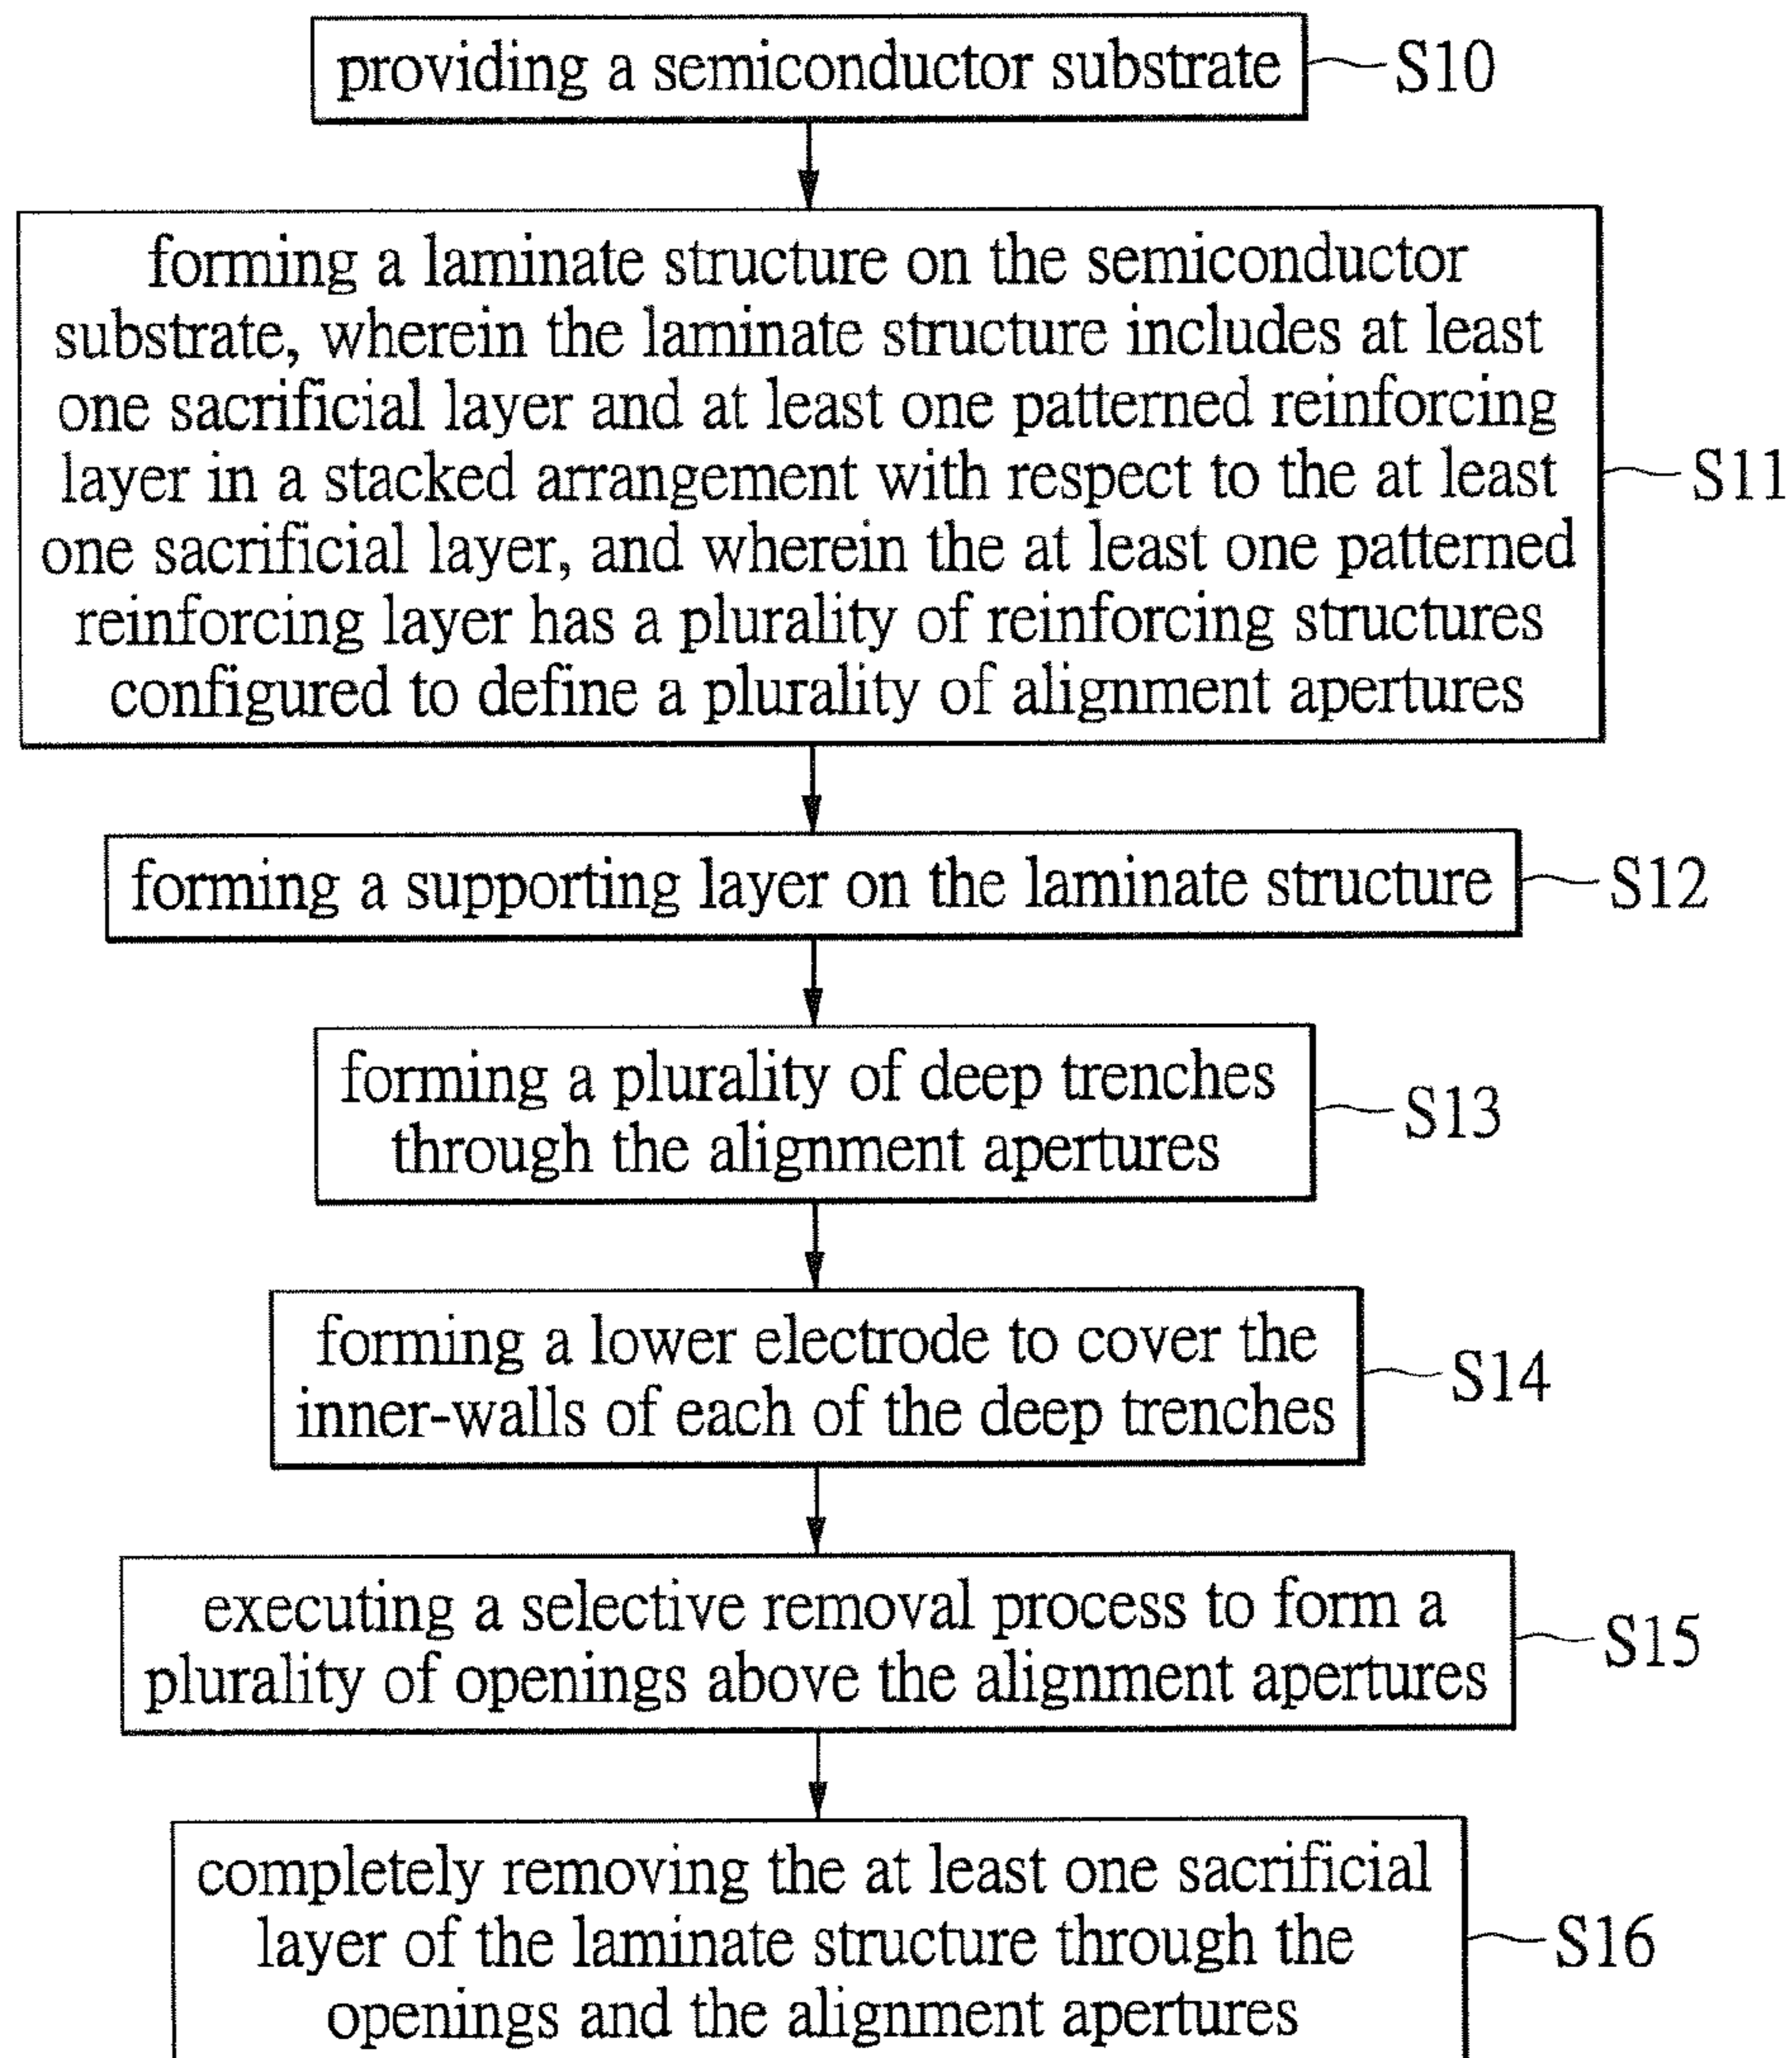 providing a semiconductor substrate
S10
forming a laminate structure on the semiconductor
substrate, wherein the laminate structure includes at least
one sacrificial layer and at least one patterned reinforcing
layer in a stacked arrangement with respect to the at least
one sacrificial layer, and wherein the at least one patterned
reinforcing layer has a plurality of reinforcing structures
configured to define a plurality of alignment apertures
S11
forming a supporting layer on the laminate structure
S12
forming a plurality of deep trenches
through the alignment apertures
S13
forming a lower electrode to cover the
inner-walls of each of the deep trenches
S14
executing a selective removal process to form a
plurality of openings above the alignment apertures
S15
completely removing the at least one sacrificial
layer of the laminate structure through the
openings and the alignment apertures
S16